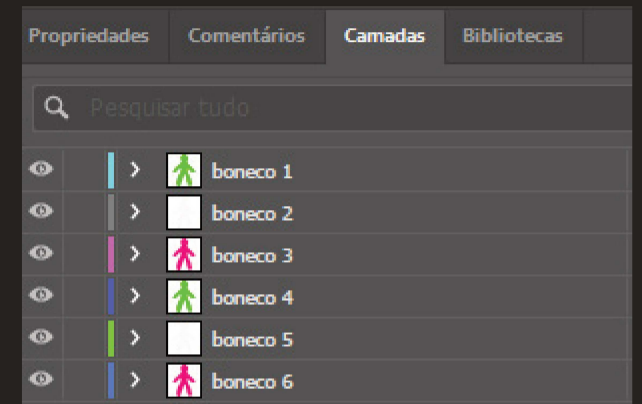 Propriedades Comentários Camadas Bibliotecas
Pesquisar tudo
boneco 1
boneco 2
boneco 3
boneco 4
boneco 5
boneco 6